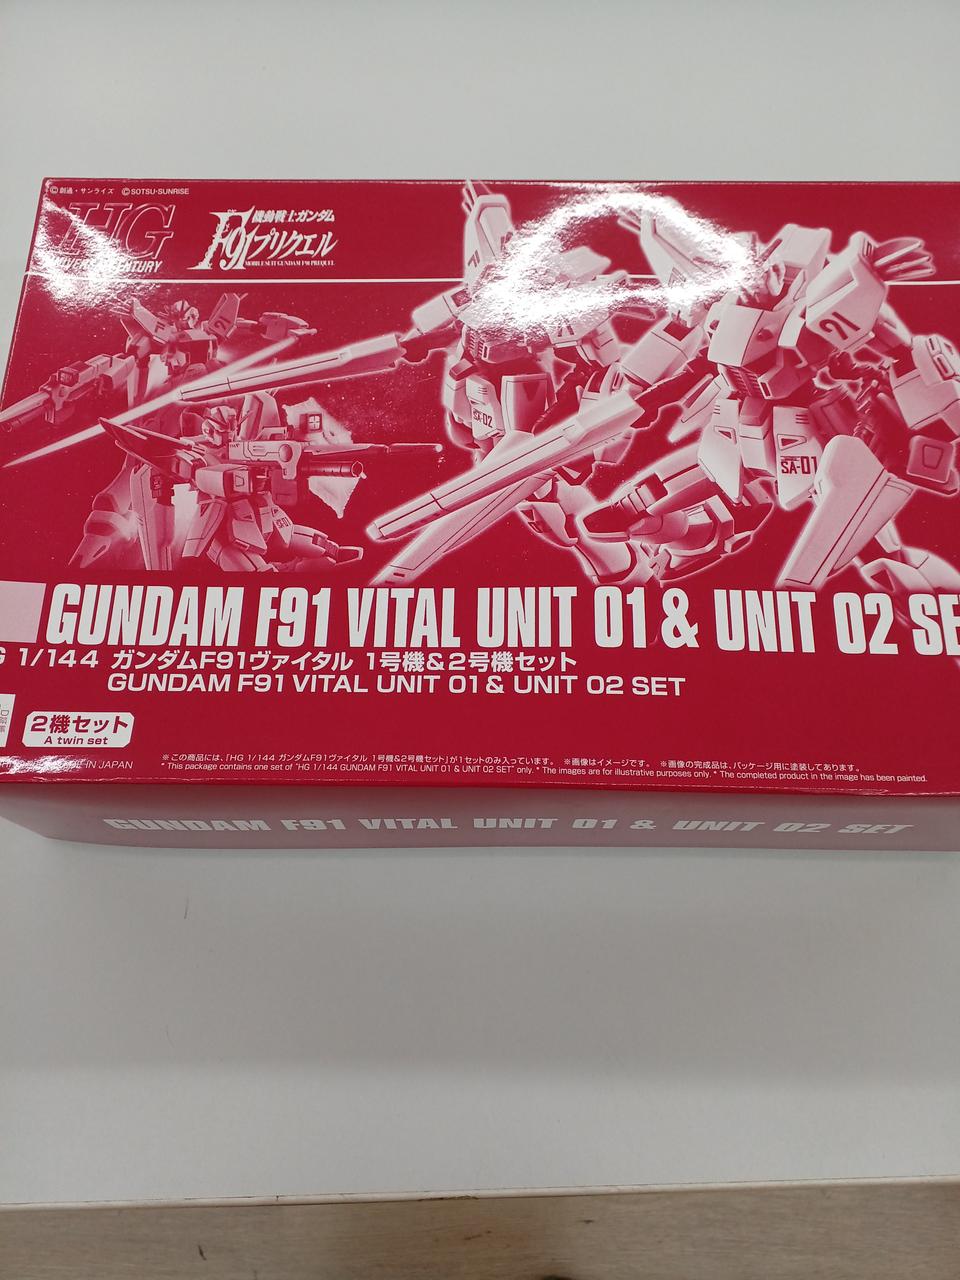 ©創通・サンライズ ©SOTSU・SUNRISE
HG
UNIVERSAL CENTURY
機動戦士ガンダム
F91プリクエル
MOBILE SUIT GUNDAM F91 PREQUEL
21
21
SA-02
SA-01
SA-01
GUNDAM F91 VITAL UNIT 01 & UNIT 02 SE
G 1/144 ガンダムF91ヴァイタル 1号機&2号機セット
GUNDAM F91 VITAL UNIT 01 & UNIT 02 SET
2機セット
A twin set
IN JAPAN
※この商品には、「HG 1/144 ガンダムF91ヴァイタル 1号機&2号機セット」が1セットのみ入っています。 ※画像はイメージです。 ※画像の完成品は、パッケージ用に塗装してあります。
* This package contains one set of "HG 1/144 GUNDAM F91 VITAL UNIT 01 & UNIT 02 SET" only. * The images are for illustrative purposes only. * The completed product in the image has been painted.
GUNDAM F91 VITAL UNIT 01 & UNIT 02 SET